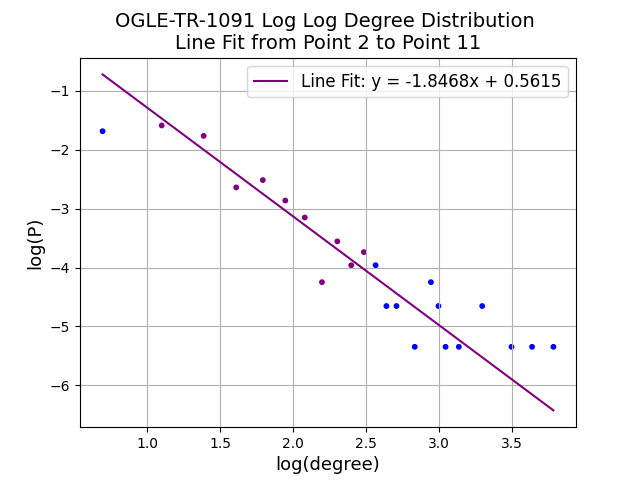 OGLE-TR-1091 Log Log Degree Distribution
Line Fit from Point 2 to Point 11
Line Fit: y = -1.8468x + 0.5615
log(P)
−1
−2
−3
−4
−5
−6
1.0 1.5 2.0 2.5 3.0 3.5
log(degree)